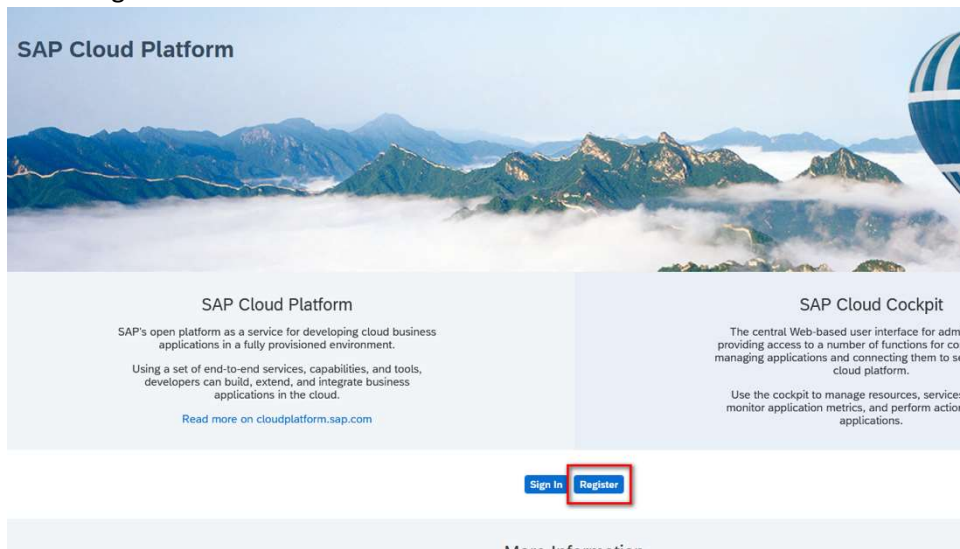 SAP Cloud Platform
SAP Cloud Platform
SAP's open platform as a service for developing cloud business
applications in a fully provisioned environment.
Using a set of end-to-end services, capabilities, and tools,
developers can build, extend, and integrate business
applications in the cloud.
Read more on cloudplatform.sap.com
SAP Cloud Cockpit
The central Web-based user interface for adm
providing access to a number of functions for co
managing applications and connecting them to se
cloud platform.
Use the cockpit to manage resources, services
monitor application metrics, and perform action
applications.
Sign In Register
More Information